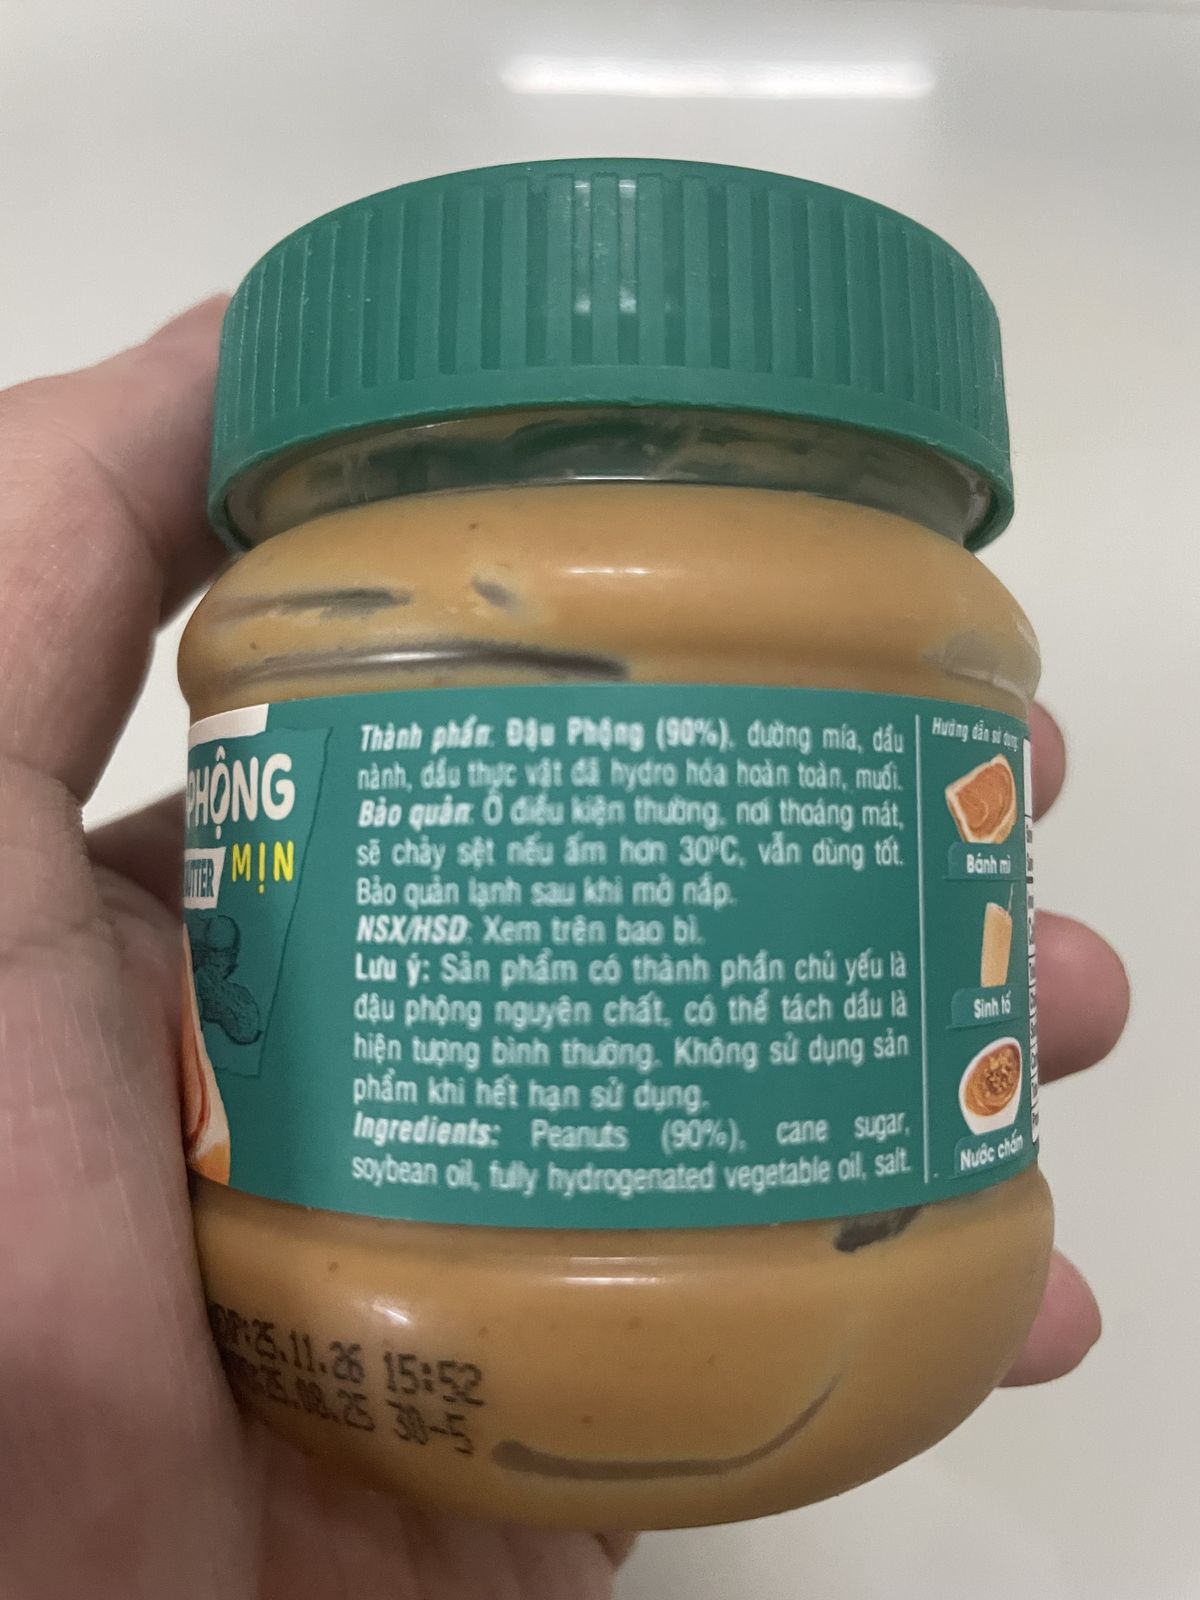 PHỘNG
BUTTER
MỊN
Thành phần: Đậu Phộng (90%), đường mía, dầu
nành, dầu thực vật đã hydro hóa hoàn toàn, muối.
Bảo quản: Ở điều kiện thường, nơi thoáng mát,
sẽ chảy sệt nếu ấm hơn 30⁰C, vẫn dùng tốt.
Bảo quản lạnh sau khi mở nắp.
NSX/HSD: Xem trên bao bì.
Lưu ý: Sản phẩm có thành phần chủ yếu là
đậu phộng nguyên chất, có thể tách dầu là
hiện tượng bình thường. Không sử dụng sản
phẩm khi hết hạn sử dụng.
Ingredients: Peanuts (90%), cane sugar,
soybean oil, fully hydrogenated vegetable oil, salt.
Hướng dẫn sử dụng:
Bánh mì
Sinh tố
Nước chấm
25.11.26 15:52
25.08.25